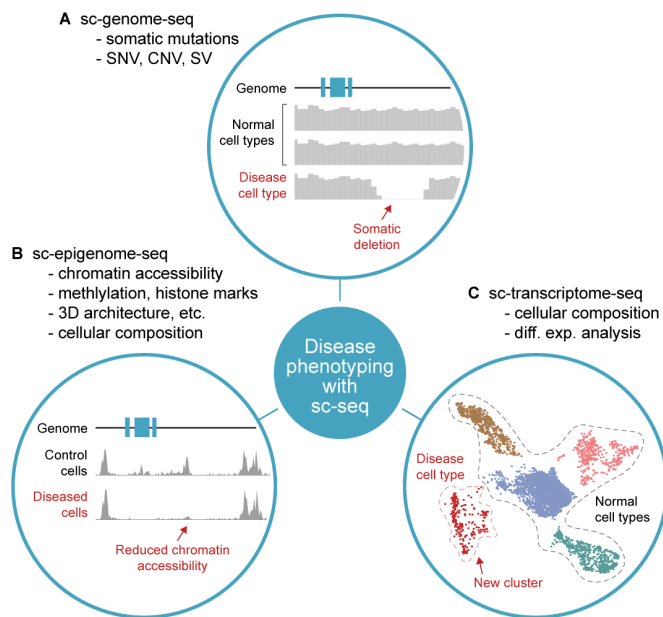 A sc-genome-seq
- somatic mutations
- SNV, CNV, SV
Genome
Normal
cell types
Disease
cell type
Somatic
deletion
B sc-epigenome-seq
- chromatin accessibility
- methlylation, histone marks
- 3D architecture, etc.
- cellular composition
Genome
Control
cells
Diseased
cells
Reduced chromatin
accessibility
Disease
phenotyping
with
sc-seq
C sc-transcriptome-seq
- cellular composition
- diff. exp. analysis
Disease
cell type
Normal
cell types
New cluster